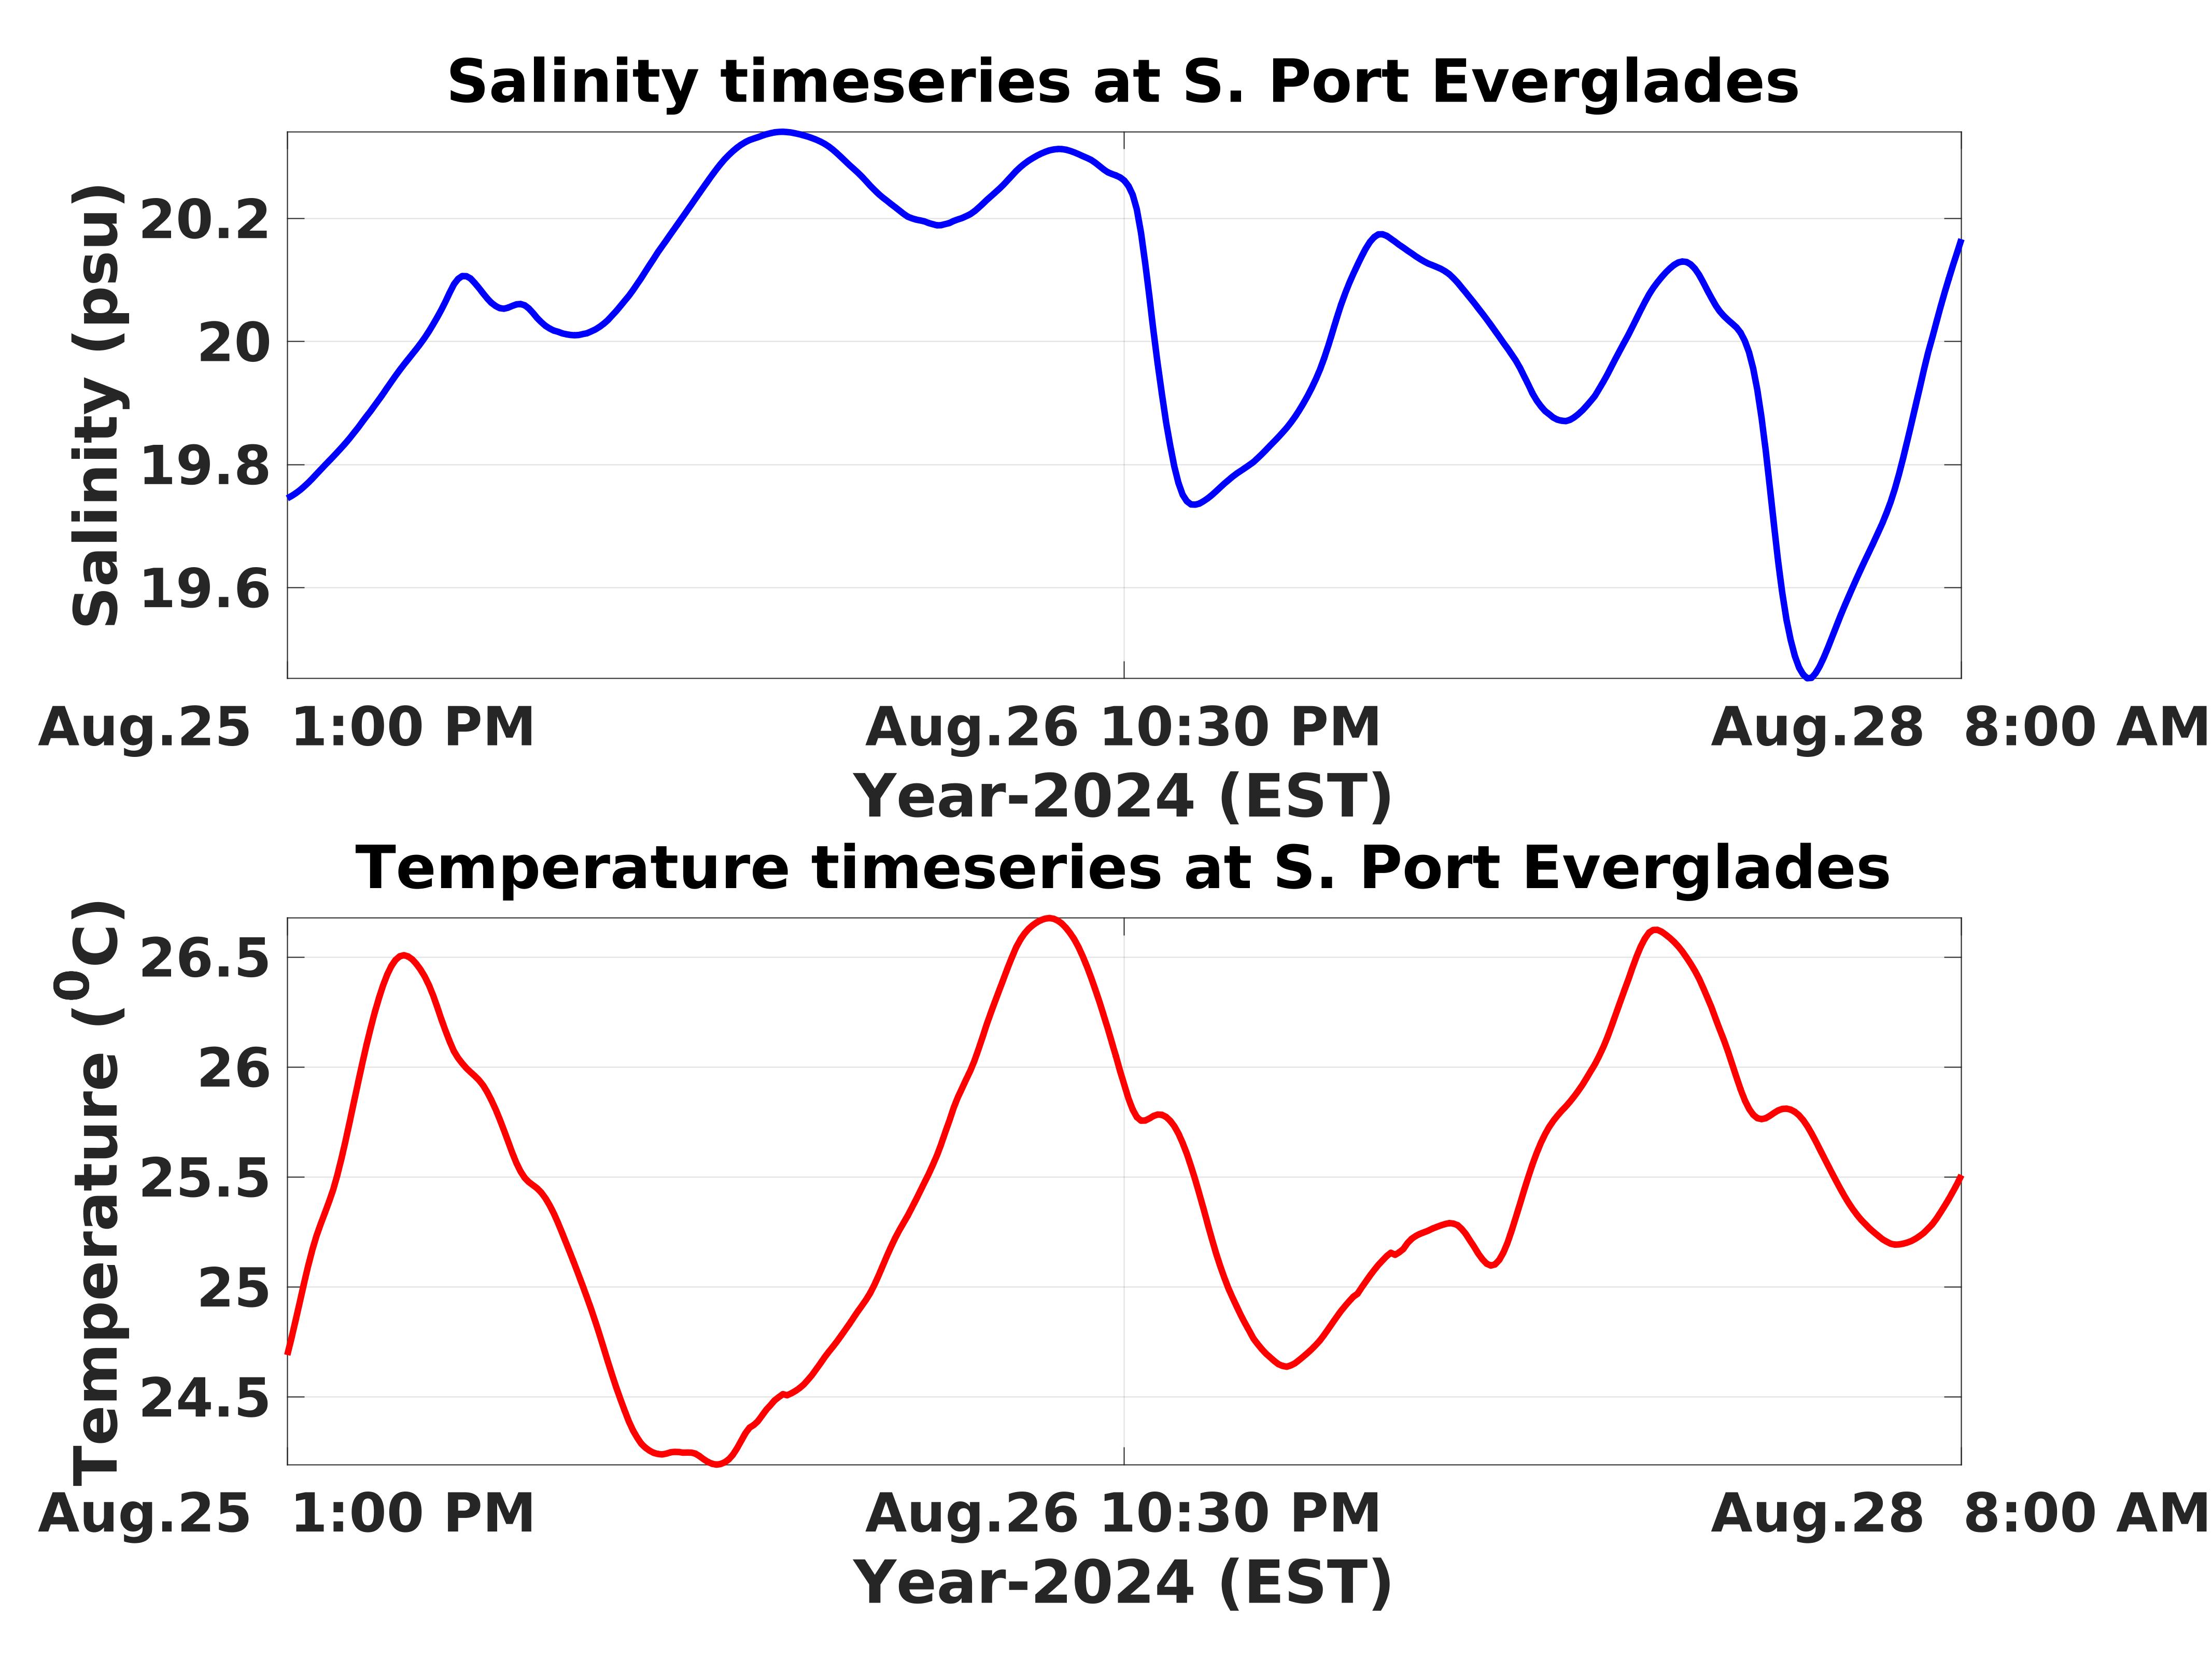 Salinity timeseries at S. Port Everglades
Salinity (psu)
20.2
20
19.8
19.6
Aug.25  1:00 PM
Aug.26 10:30 PM
Aug.28  8:00 AM
Year-2024 (EST)
Temperature timeseries at S. Port Everglades
Temperature (⁰C)
26.5
26
25.5
25
24.5
Aug.25  1:00 PM
Aug.26 10:30 PM
Aug.28  8:00 AM
Year-2024 (EST)